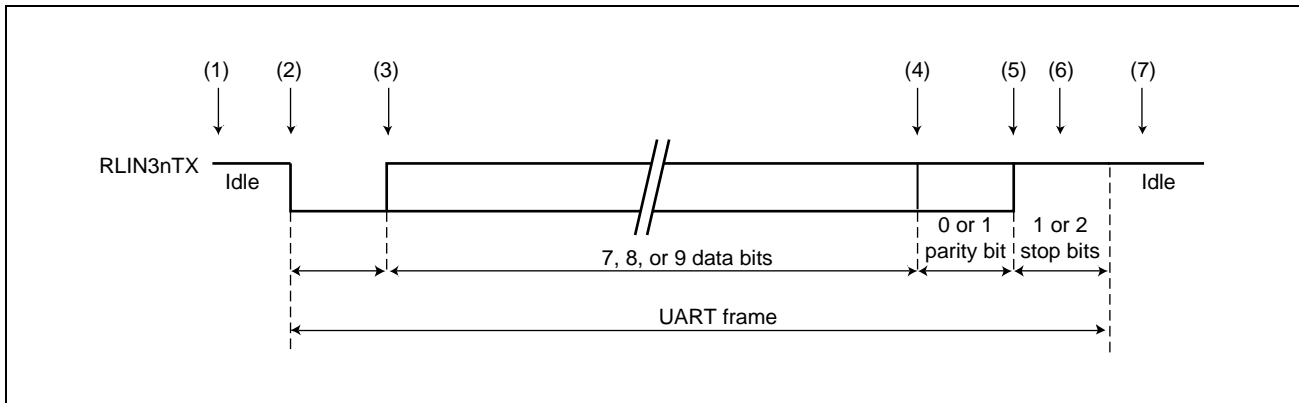 (1) (2) (3) (4) (5) (6) (7)
RLIN3nTX
Idle
Idle
0 or 1
parity bit
1 or 2
stop bits
7, 8, or 9 data bits
UART frame